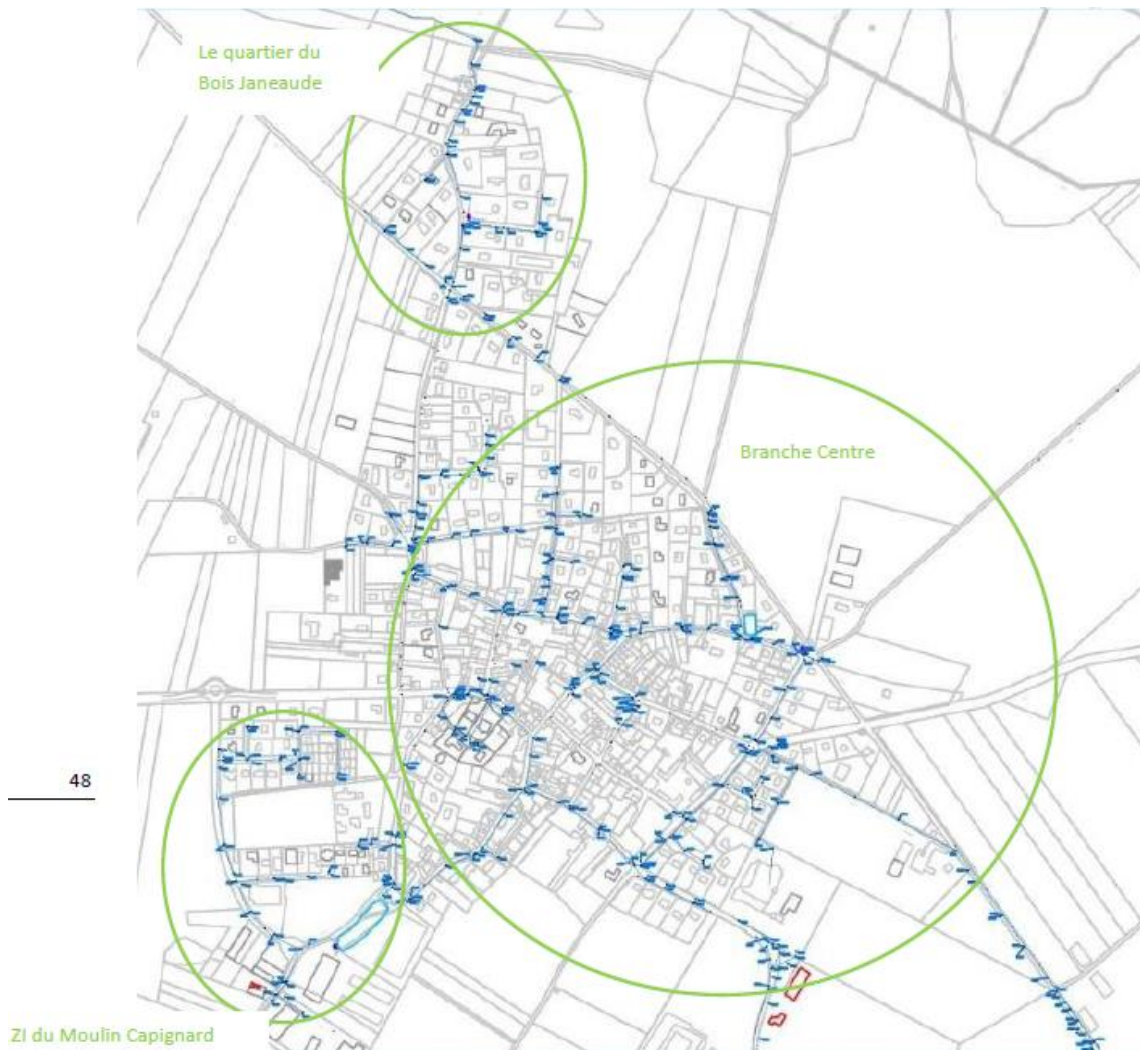 Le quartier du
Bois Janeaude
Branche Centre
48
ZI du Moulin Capignard